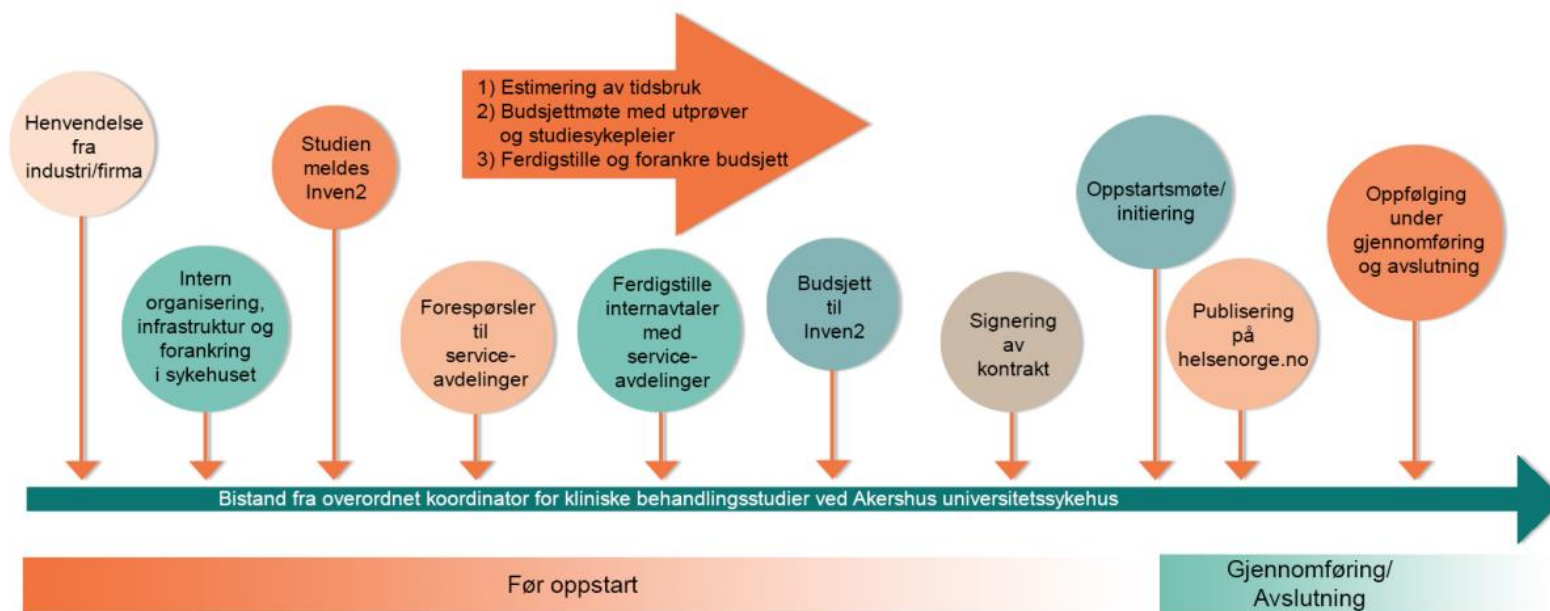 Henvendelse
fra
industri/firma
Intern
organisering,
infrastruktur og
forankring
i sykehuset
Studien
meldes
Inven2
1) Estimering av tidsbruk
2) Budsjettmøte med utprøver
og studiesykepleier
3) Ferdigstille og forankre budsjett
Forespørsler
til
service-
avdelinger
Ferdigstille
internavtaler
med
service-
avdelinger
Budsjett
til
Inven2
Signering
av
kontrakt
Oppstartsmøte/
initiering
Publisering
på
helsenorge.no
Oppfølging
under
gjennomføring
og avslutning
Bistand fra overordnet koordinator for kliniske behandlingsstudier ved Akershus universitetssykehus
Før oppstart
Gjennomføring/
Avslutning